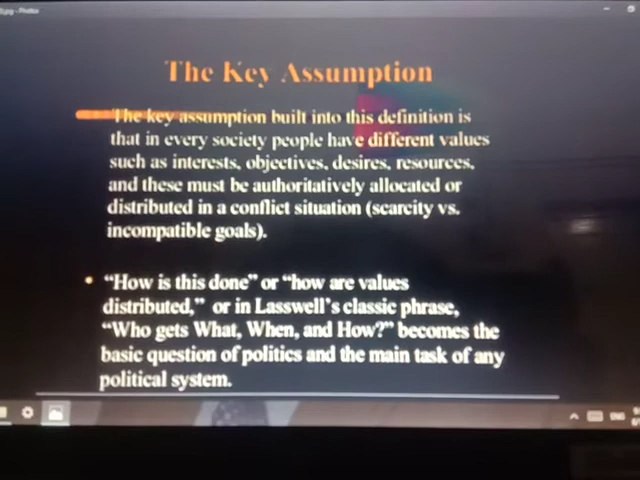 The Key Assumption
The key assumption built into this definition is
that in every society people have different values
such as interests, objectives, desires, resources,
and these must be authoritatively allocated or
distributed in a conflict situation (scarcity vs.
incompatible goals).
“How is this done” or “how are values
distributed,” or in Lasswell’s classic phrase,
“Who gets What, When, and How?” becomes the
basic question of politics and the main task of any
political system.
ENG